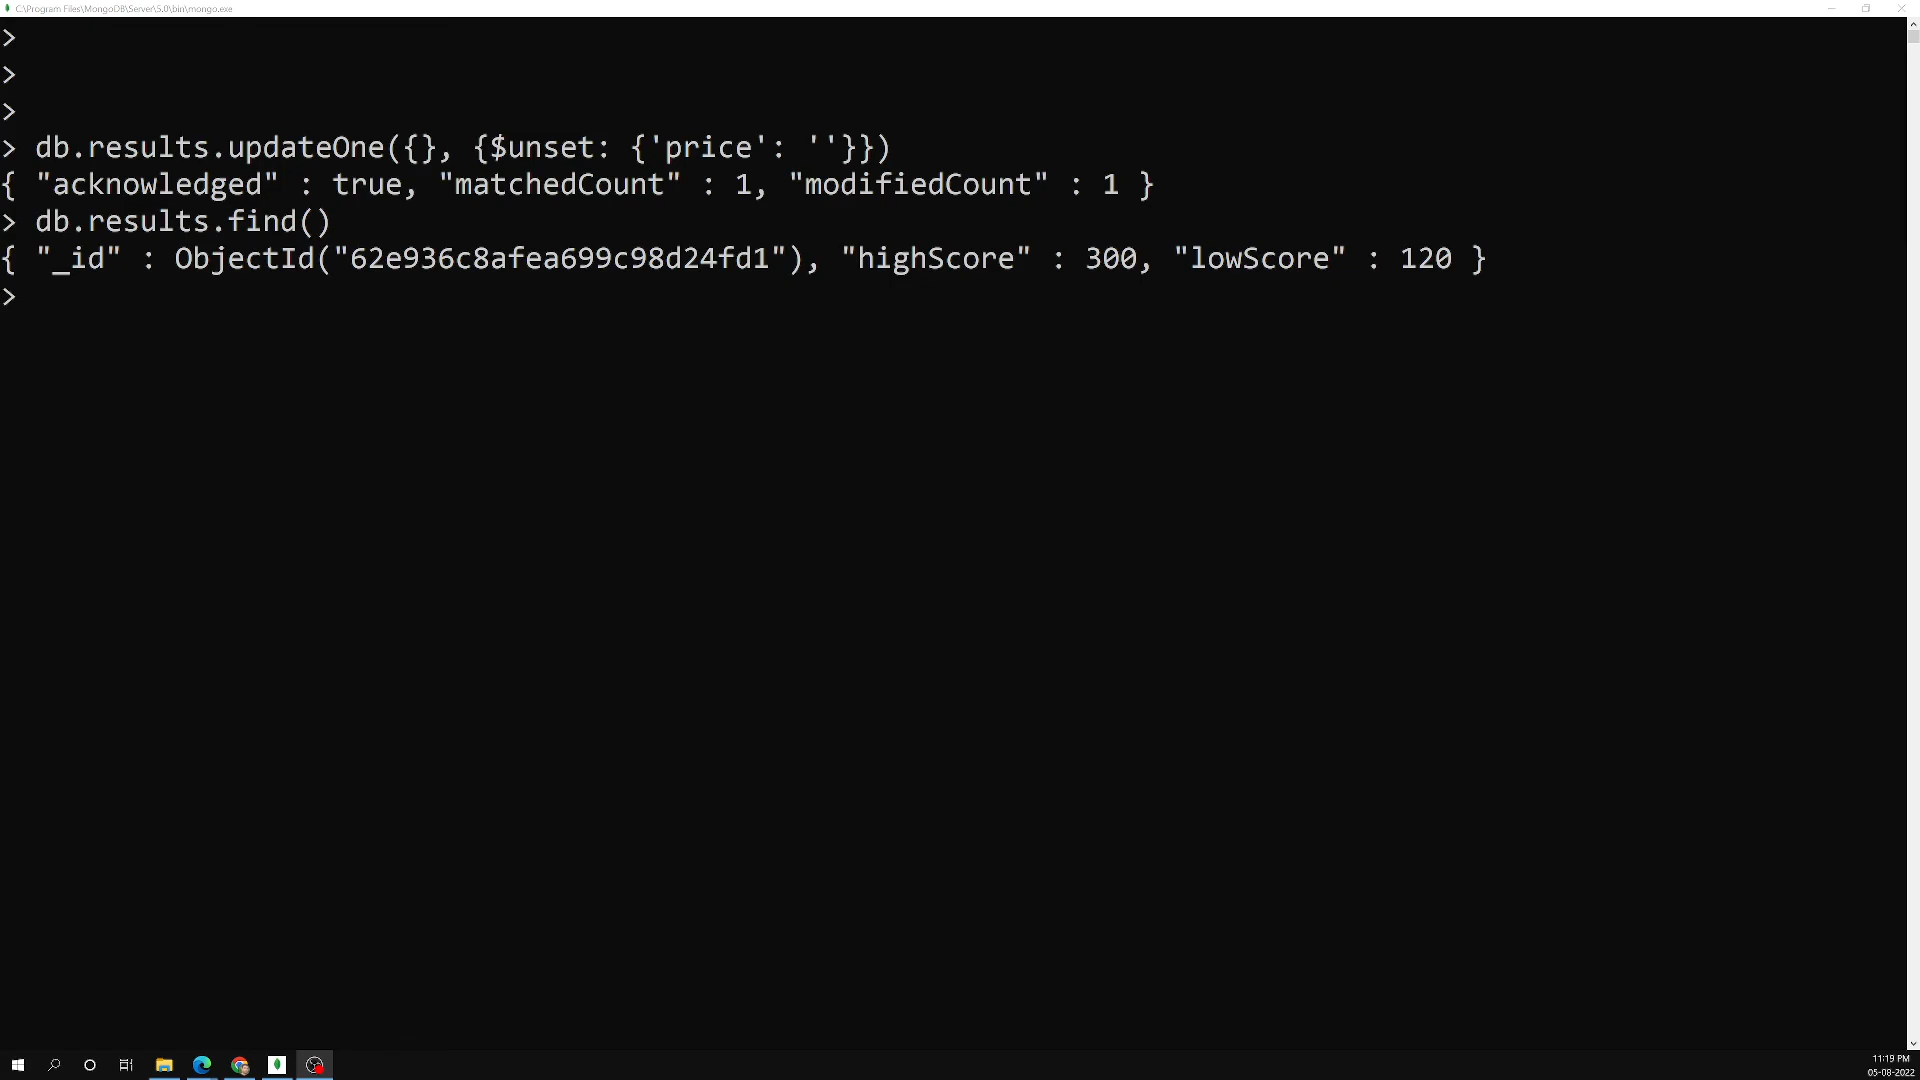 C:\Program Files\MongoDB\Server\5.0\bin\mongo.exe
>
>
>
> db.results.updateOne({}, {$unset: {'price': ''}})
{ "acknowledged" : true, "matchedCount" : 1, "modifiedCount" : 1 }
> db.results.find()
{ "_id" : ObjectId("62e936c8afea699c98d24fd1"), "highScore" : 300, "lowScore" : 120 }
>
11:19 PM
05-08-2022